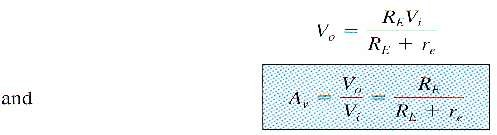 V_o = R_E V_i / (R_E + r_e)
and A_v = V_o / V_i = R_E / (R_E + r_e)